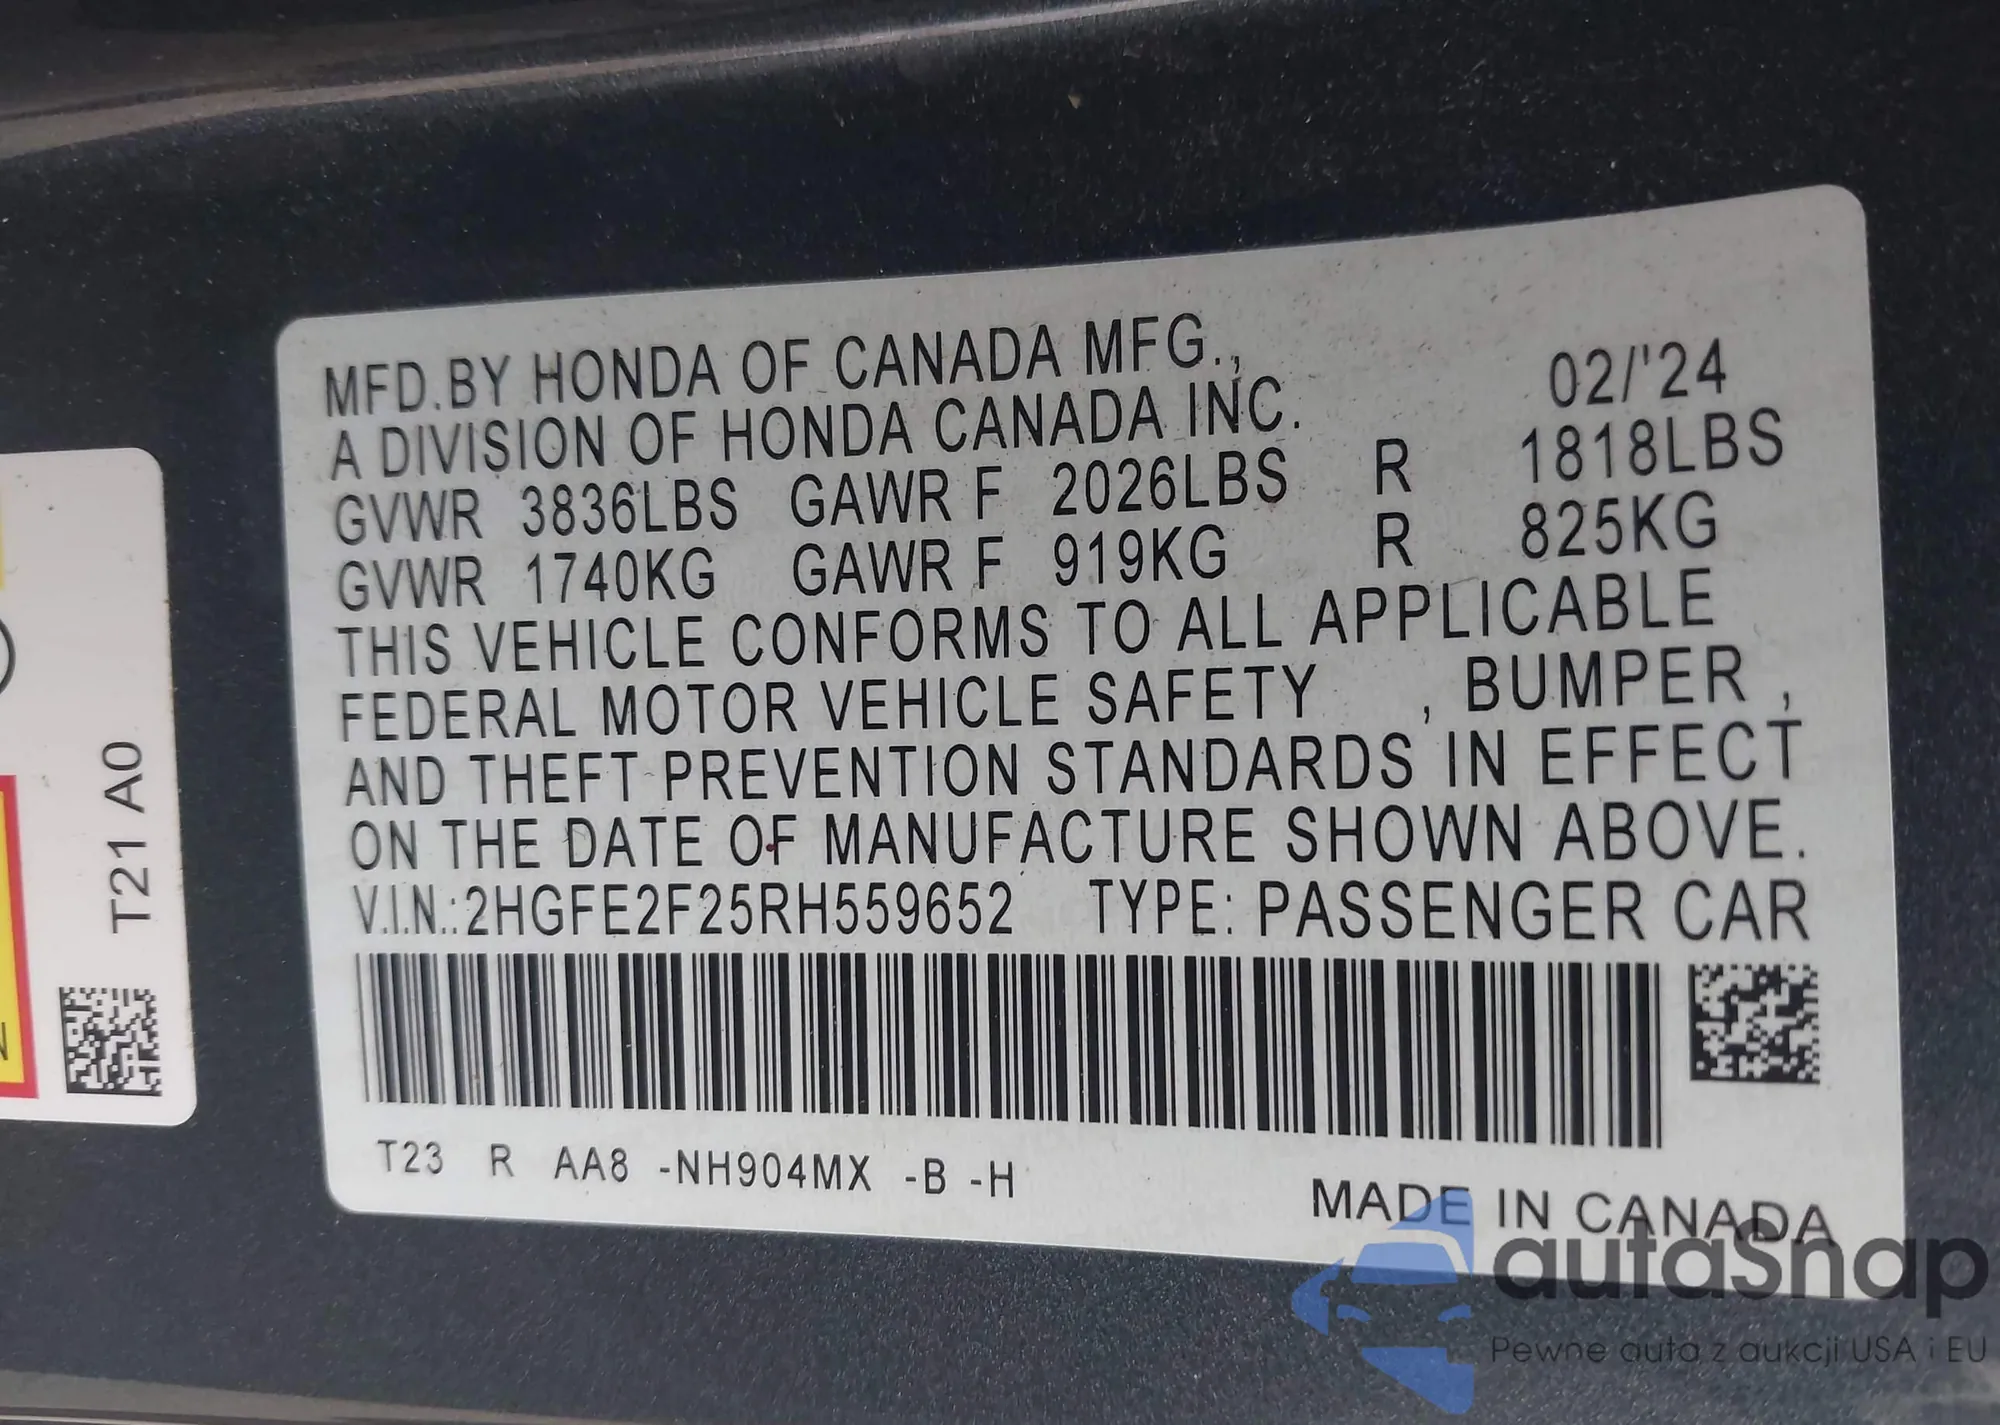 MFD.BY HONDA OF CANADA MFG.,
A DIVISION OF HONDA CANADA INC. 02/'24
GVWR 3836LBS GAWR F 2026LBS R 1818LBS
GVWR 1740KG GAWR F 919KG R 825KG
THIS VEHICLE CONFORMS TO ALL APPLICABLE
FEDERAL MOTOR VEHICLE SAFETY , BUMPER ,
AND THEFT PREVENTION STANDARDS IN EFFECT
ON THE DATE OF MANUFACTURE SHOWN ABOVE.
V.I.N.:2HGFE2F25RH559652 TYPE: PASSENGER CAR
T23 R AA8 -NH904MX -B -H
MADE IN CANADA
T21 A0
autaSnap
Pewne auta z aukcji USA i EU